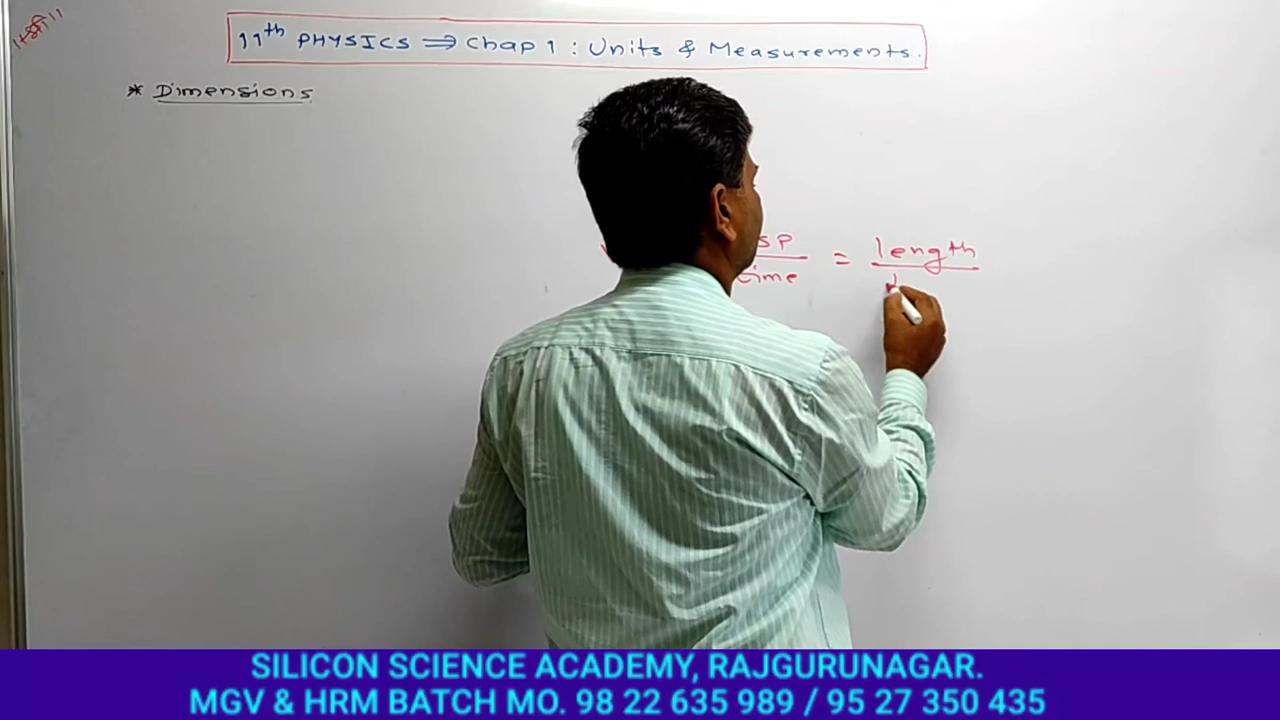 ।।श्री।।
11th PHYSICS ⇒ Chap 1 : Units & Measurements.
* Dimensions
= length
time
SILICON SCIENCE ACADEMY, RAJGURUNAGAR.
MGV & HRM BATCH MO. 98 22 635 989 / 95 27 350 435